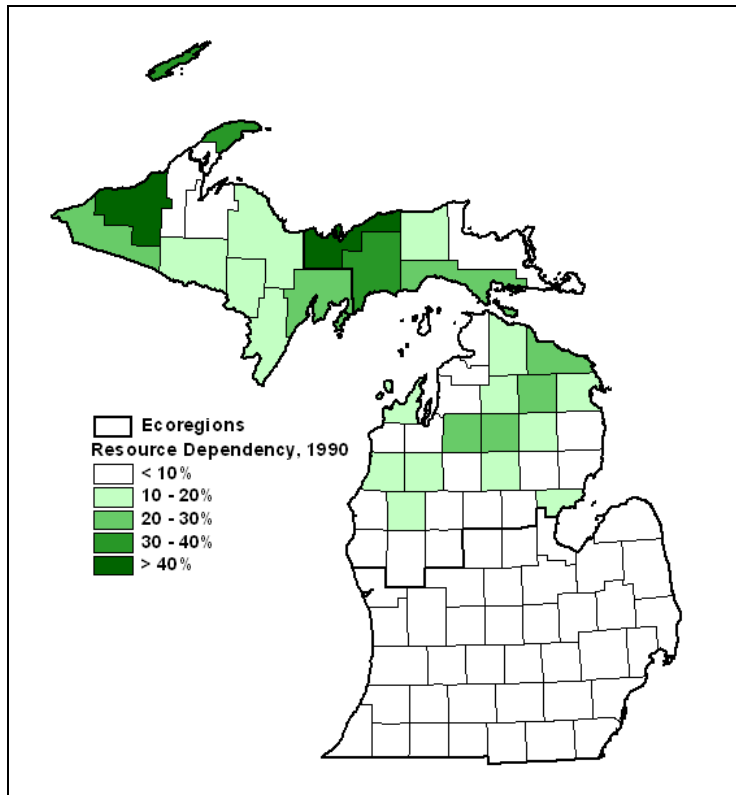 Ecoregions
Resource Dependency, 1990
< 10%
10 - 20%
20 - 30%
30 - 40%
> 40%